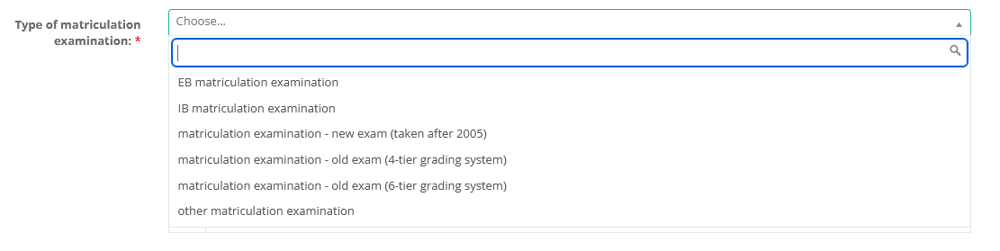 Type of matriculation
examination: *
Choose...
EB matriculation examination
IB matriculation examination
matriculation examination - new exam (taken after 2005)
matriculation examination - old exam (4-tier grading system)
matriculation examination - old exam (6-tier grading system)
other matriculation examination